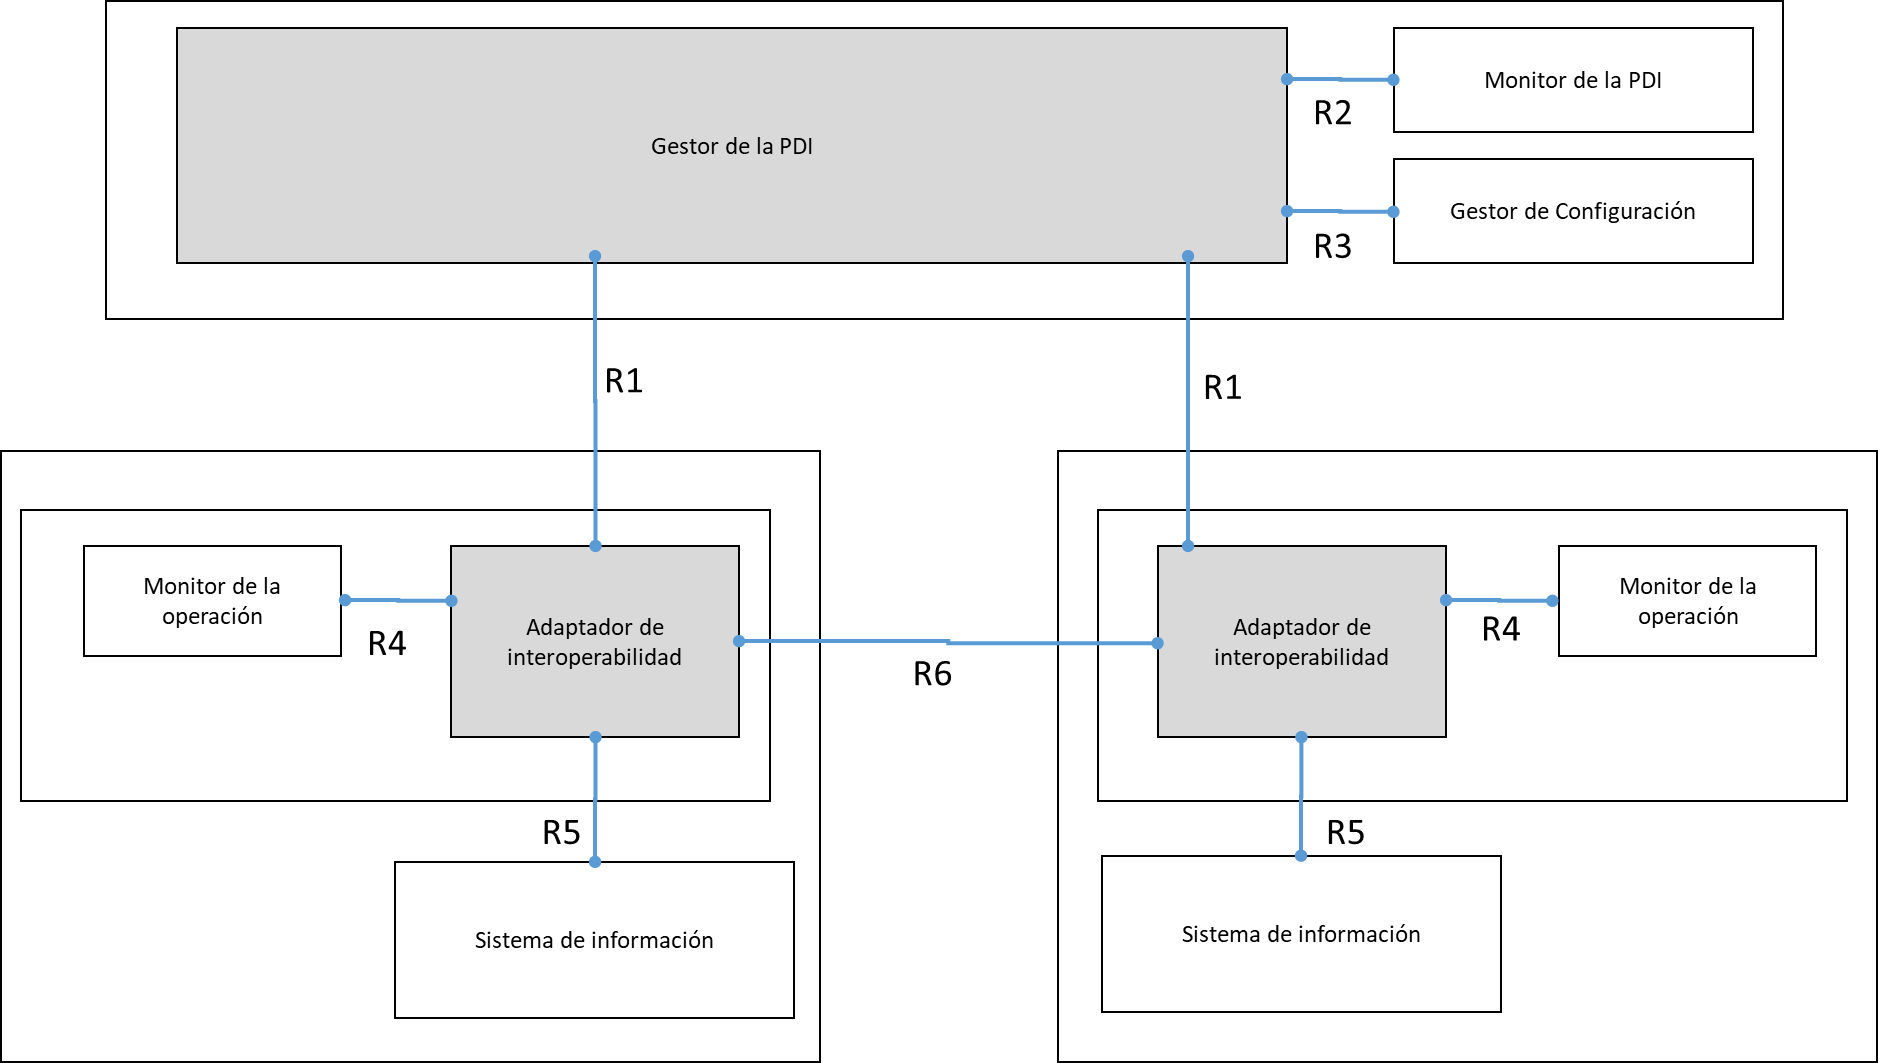 Gestor de la PDI
Monitor de la PDI
R2
Gestor de Configuración
R3
R1
R1
Monitor de la
operación
R4
Adaptador de
interoperabilidad
R6
Adaptador de
interoperabilidad
R4
Monitor de la
operación
R5
R5
Sistema de información
Sistema de información